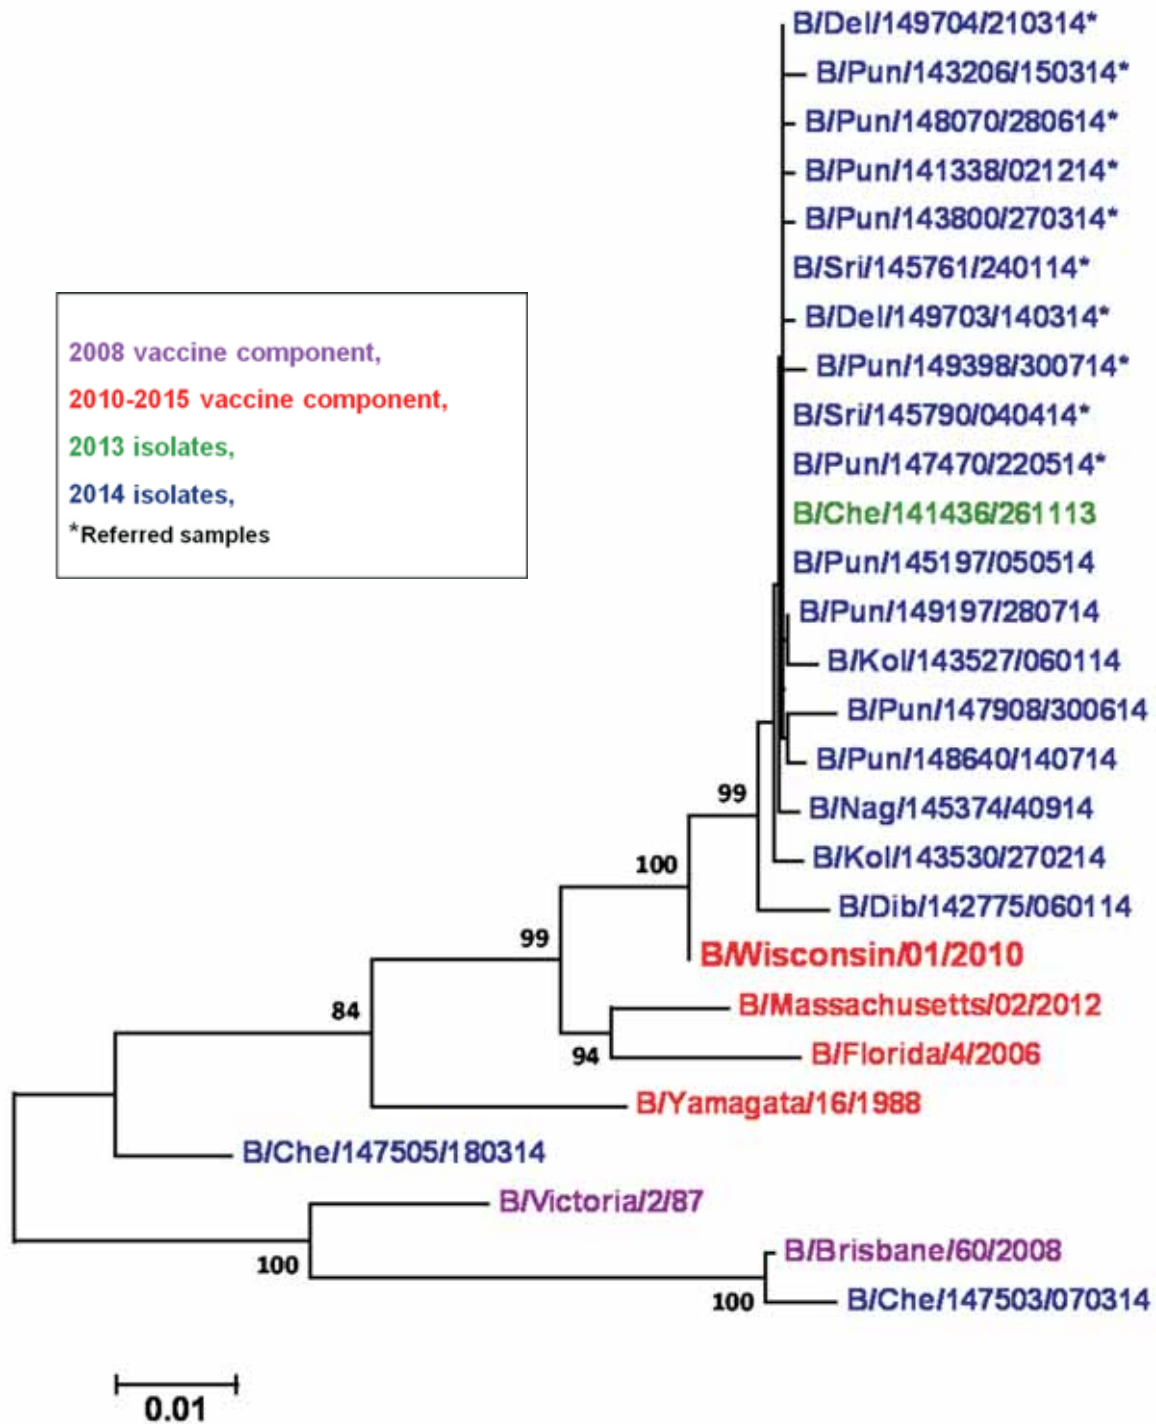 B/Del/149704/210314*
B/Pun/143206/150314*
B/Pun/148070/280614*
B/Pun/141338/021214*
B/Pun/143800/270314*
B/Sri/145761/240114*
B/Del/149703/140314*
B/Pun/149398/300714*
B/Sri/145790/040414*
B/Pun/147470/220514*
B/Che/141436/261113
B/Pun/145197/050514
B/Pun/149197/280714
B/Kol/143527/060114
B/Pun/147908/300614
B/Pun/148640/140714
B/Nag/145374/40914
B/Kol/143530/270214
B/Dib/142775/060114
B/Wisconsin/01/2010
B/Massachusetts/02/2012
B/Florida/4/2006
B/Yamagata/16/1988
B/Che/147505/180314
B/Victoria/2/87
B/Brisbane/60/2008
B/Che/147503/070314
2008 vaccine component,
2010-2015 vaccine component,
2013 isolates,
2014 isolates,
*Referred samples
99
100
99
84
94
100
100
0.01